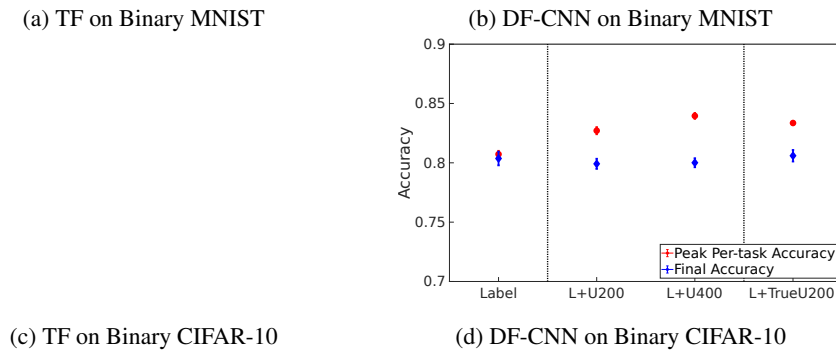 (a) TF on Binary MNIST
(b) DF-CNN on Binary MNIST
0.9
0.85
0.8
0.75
0.7
Accuracy
Peak Per-task Accuracy
Final Accuracy
Label
L+U200
L+U400
L+TrueU200
(c) TF on Binary CIFAR-10
(d) DF-CNN on Binary CIFAR-10